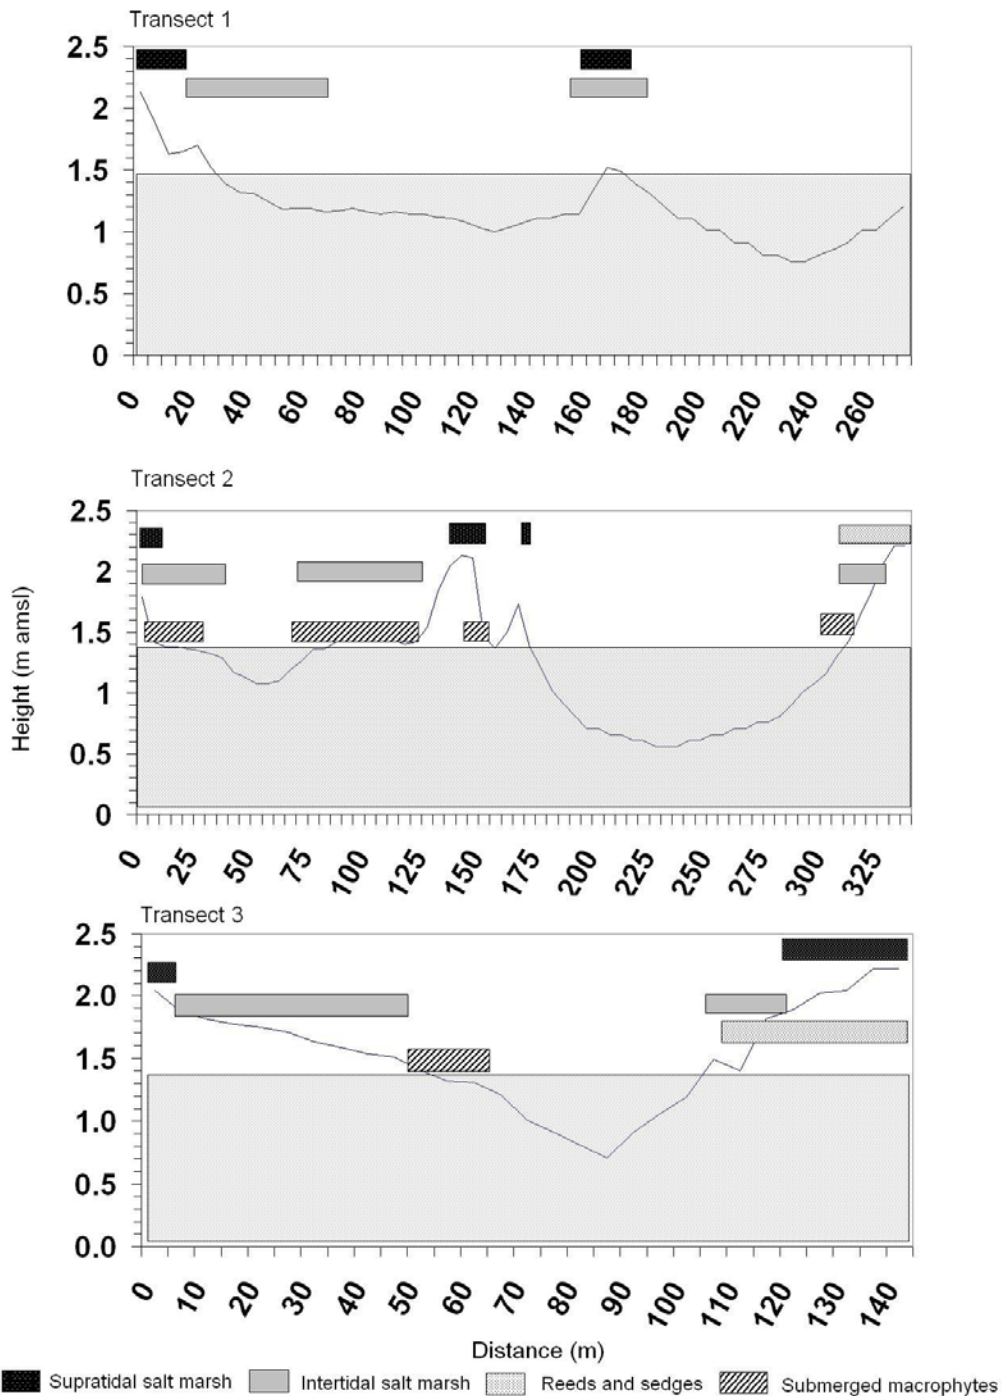 Transect 1
2.5
2
1.5
1
0.5
0
0 20 40 60 80 100 120 140 160 180 200 220 240 260
Transect 2
2.5
2
1.5
1
0.5
0
0 25 50 75 100 125 150 175 200 225 250 275 300 325
Height (m amsl)
Transect 3
2.5
2.0
1.5
1.0
0.5
0.0
0 10 20 30 40 50 60 70 80 90 100 110 120 130 140
Distance (m)
Supratidal salt marsh Intertidal salt marsh Reeds and sedges Submerged macrophytes